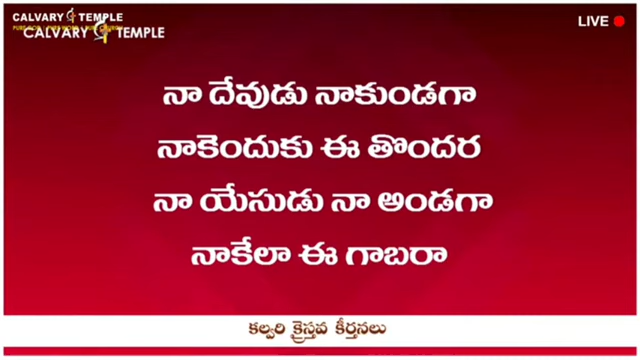 CALVARY TEMPLE
CALVARY TEMPLE
LIVE
నా దేవుడు నాకుండగా
నాకెందుకు ఈ తొందర
నా యేసుడు నా అండగా
నాకేలా ఈ గాబరా
కల్వరి క్రైస్తవ కీర్తనలు